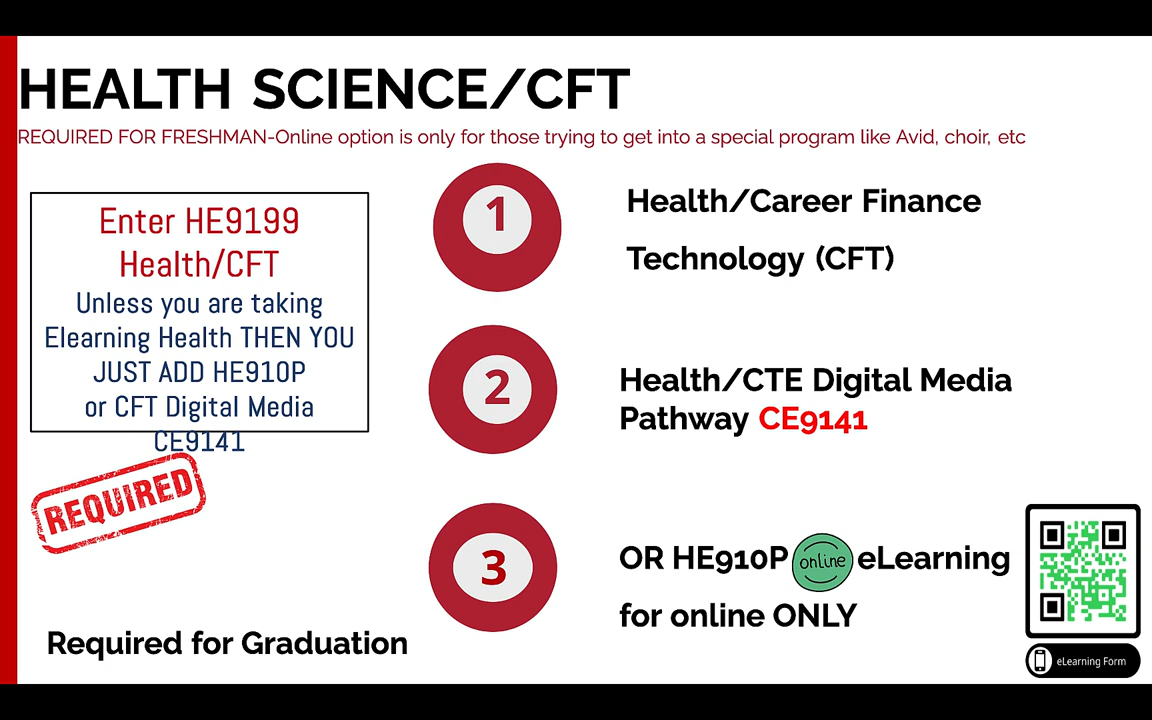 HEALTH SCIENCE/CFT
REQUIRED FOR FRESHMAN-Online option is only for those trying to get into a special program like Avid, choir, etc
Enter HE9199
Health/CFT
Unless you are taking
Elearning Health THEN YOU
JUST ADD HE910P
or CFT Digital Media
CE9141
REQUIRED
Required for Graduation
1
Health/Career Finance
Technology (CFT)
2
Health/CTE Digital Media
Pathway CE9141
3
OR HE910P online eLearning
for online ONLY
eLearning Form